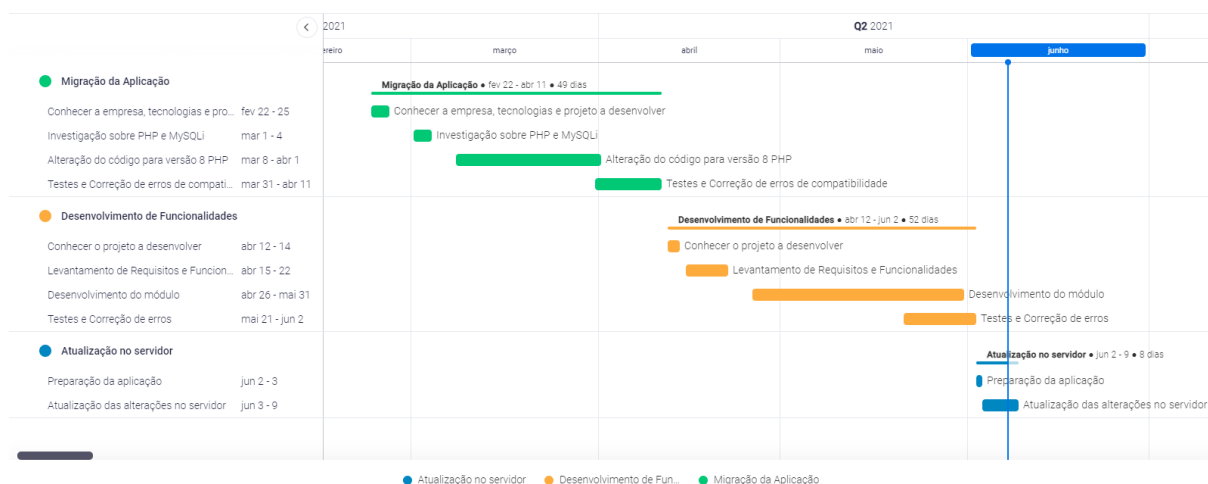 2021
Q2 2021
ereiro março abril maio junho
Migração da Aplicação
Migração da Aplicação • fev 22 - abr 11 • 49 dias
Conhecer a empresa, tecnologias e pro... fev 22 - 25
Conhecer a empresa, tecnologias e projeto a desenvolver
Investigação sobre PHP e MySQLi mar 1 - 4
Investigação sobre PHP e MySQLi
Alteração do código para versão 8 PHP mar 8 - abr 1
Alteração do código para versão 8 PHP
Testes e Correção de erros de compati... mar 31 - abr 11
Testes e Correção de erros de compatibilidade
Desenvolvimento de Funcionalidades
Desenvolvimento de Funcionalidades • abr 12 - jun 2 • 52 dias
Conhecer o projeto a desenvolver abr 12 - 14
Conhecer o projeto a desenvolver
Levantamento de Requisitos e Funcion... abr 15 - 22
Levantamento de Requisitos e Funcionalidades
Desenvolvimento do módulo abr 26 - mai 31
Desenvolvimento do módulo
Testes e Correção de erros mai 21 - jun 2
Testes e Correção de erros
Atualização no servidor
Atualização no servidor • jun 2 - 9 • 8 dias
Preparação da aplicação jun 2 - 3
Preparação da aplicação
Atualização das alterações no servidor jun 3 - 9
Atualização das alterações no servidor
Atualização no servidor Desenvolvimento de Fun... Migração da Aplicação